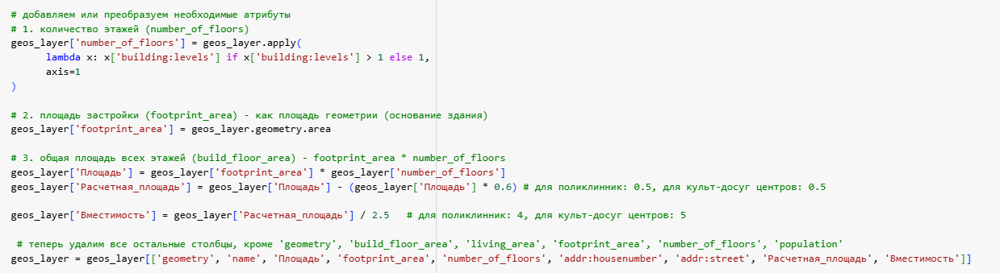 # добавляем или преобразуем необходимые атрибуты
# 1. количество этажей (number_of_floors)
geos_layer['number_of_floors'] = geos_layer.apply(
lambda x: x['building:levels'] if x['building:levels'] > 1 else 1,
axis=1
)
# 2. площадь застройки (footprint_area) - как площадь геометрии (основание здания)
geos_layer['footprint_area'] = geos_layer.geometry.area
# 3. общая площадь всех этажей (build_floor_area) - footprint_area * number_of_floors
geos_layer['Площадь'] = geos_layer['footprint_area'] * geos_layer['number_of_floors']
geos_layer['Расчетная_площадь'] = geos_layer['Площадь'] - (geos_layer['Площадь'] * 0.6) # для поликлинник: 0.5, для культ-досуг центров: 0.5
geos_layer['Вместимость'] = geos_layer['Расчетная_площадь'] / 2.5 # для поликлинник: 4, для культ-досуг центров: 5
# теперь удалим все остальные столбцы, кроме 'geometry', 'build_floor_area', 'living_area', 'footprint_area', 'number_of_floors', 'population'
geos_layer = geos_layer[['geometry', 'name', 'Площадь', 'footprint_area', 'number_of_floors', 'addr:housenumber', 'addr:street', 'Расчетная_площадь', 'Вместимость']]